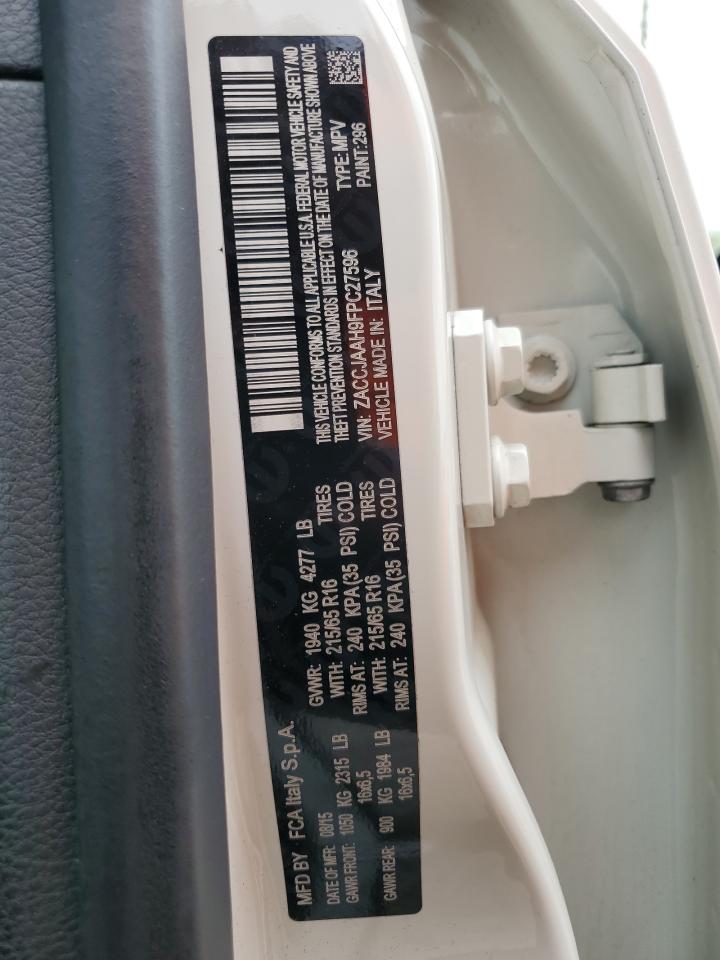 MFD BY FCA Italy S.p.A.
DATE OF MFR: 08/15 GVWR: 1940 KG 4277 LB
GAWR FRONT: 1050 KG 2315 LB WITH: 215/65 R16 TIRES
16x6,5 RIMS AT: 240 KPA(35 PSI) COLD
GAWR REAR: 900 KG 1984 LB WITH: 215/65 R16 TIRES
16x6,5 RIMS AT: 240 KPA(35 PSI) COLD
THIS VEHICLE CONFORMS TO ALL APPLICABLE U.S.A. FEDERAL MOTOR VEHICLE SAFETY AND
THEFT PREVENTION STANDARDS IN EFFECT ON THE DATE OF MANUFACTURE SHOWN ABOVE
VIN: ZACCJAAH9FPC27596 TYPE: MPV
VEHICLE MADE IN: ITALY PAINT: 296